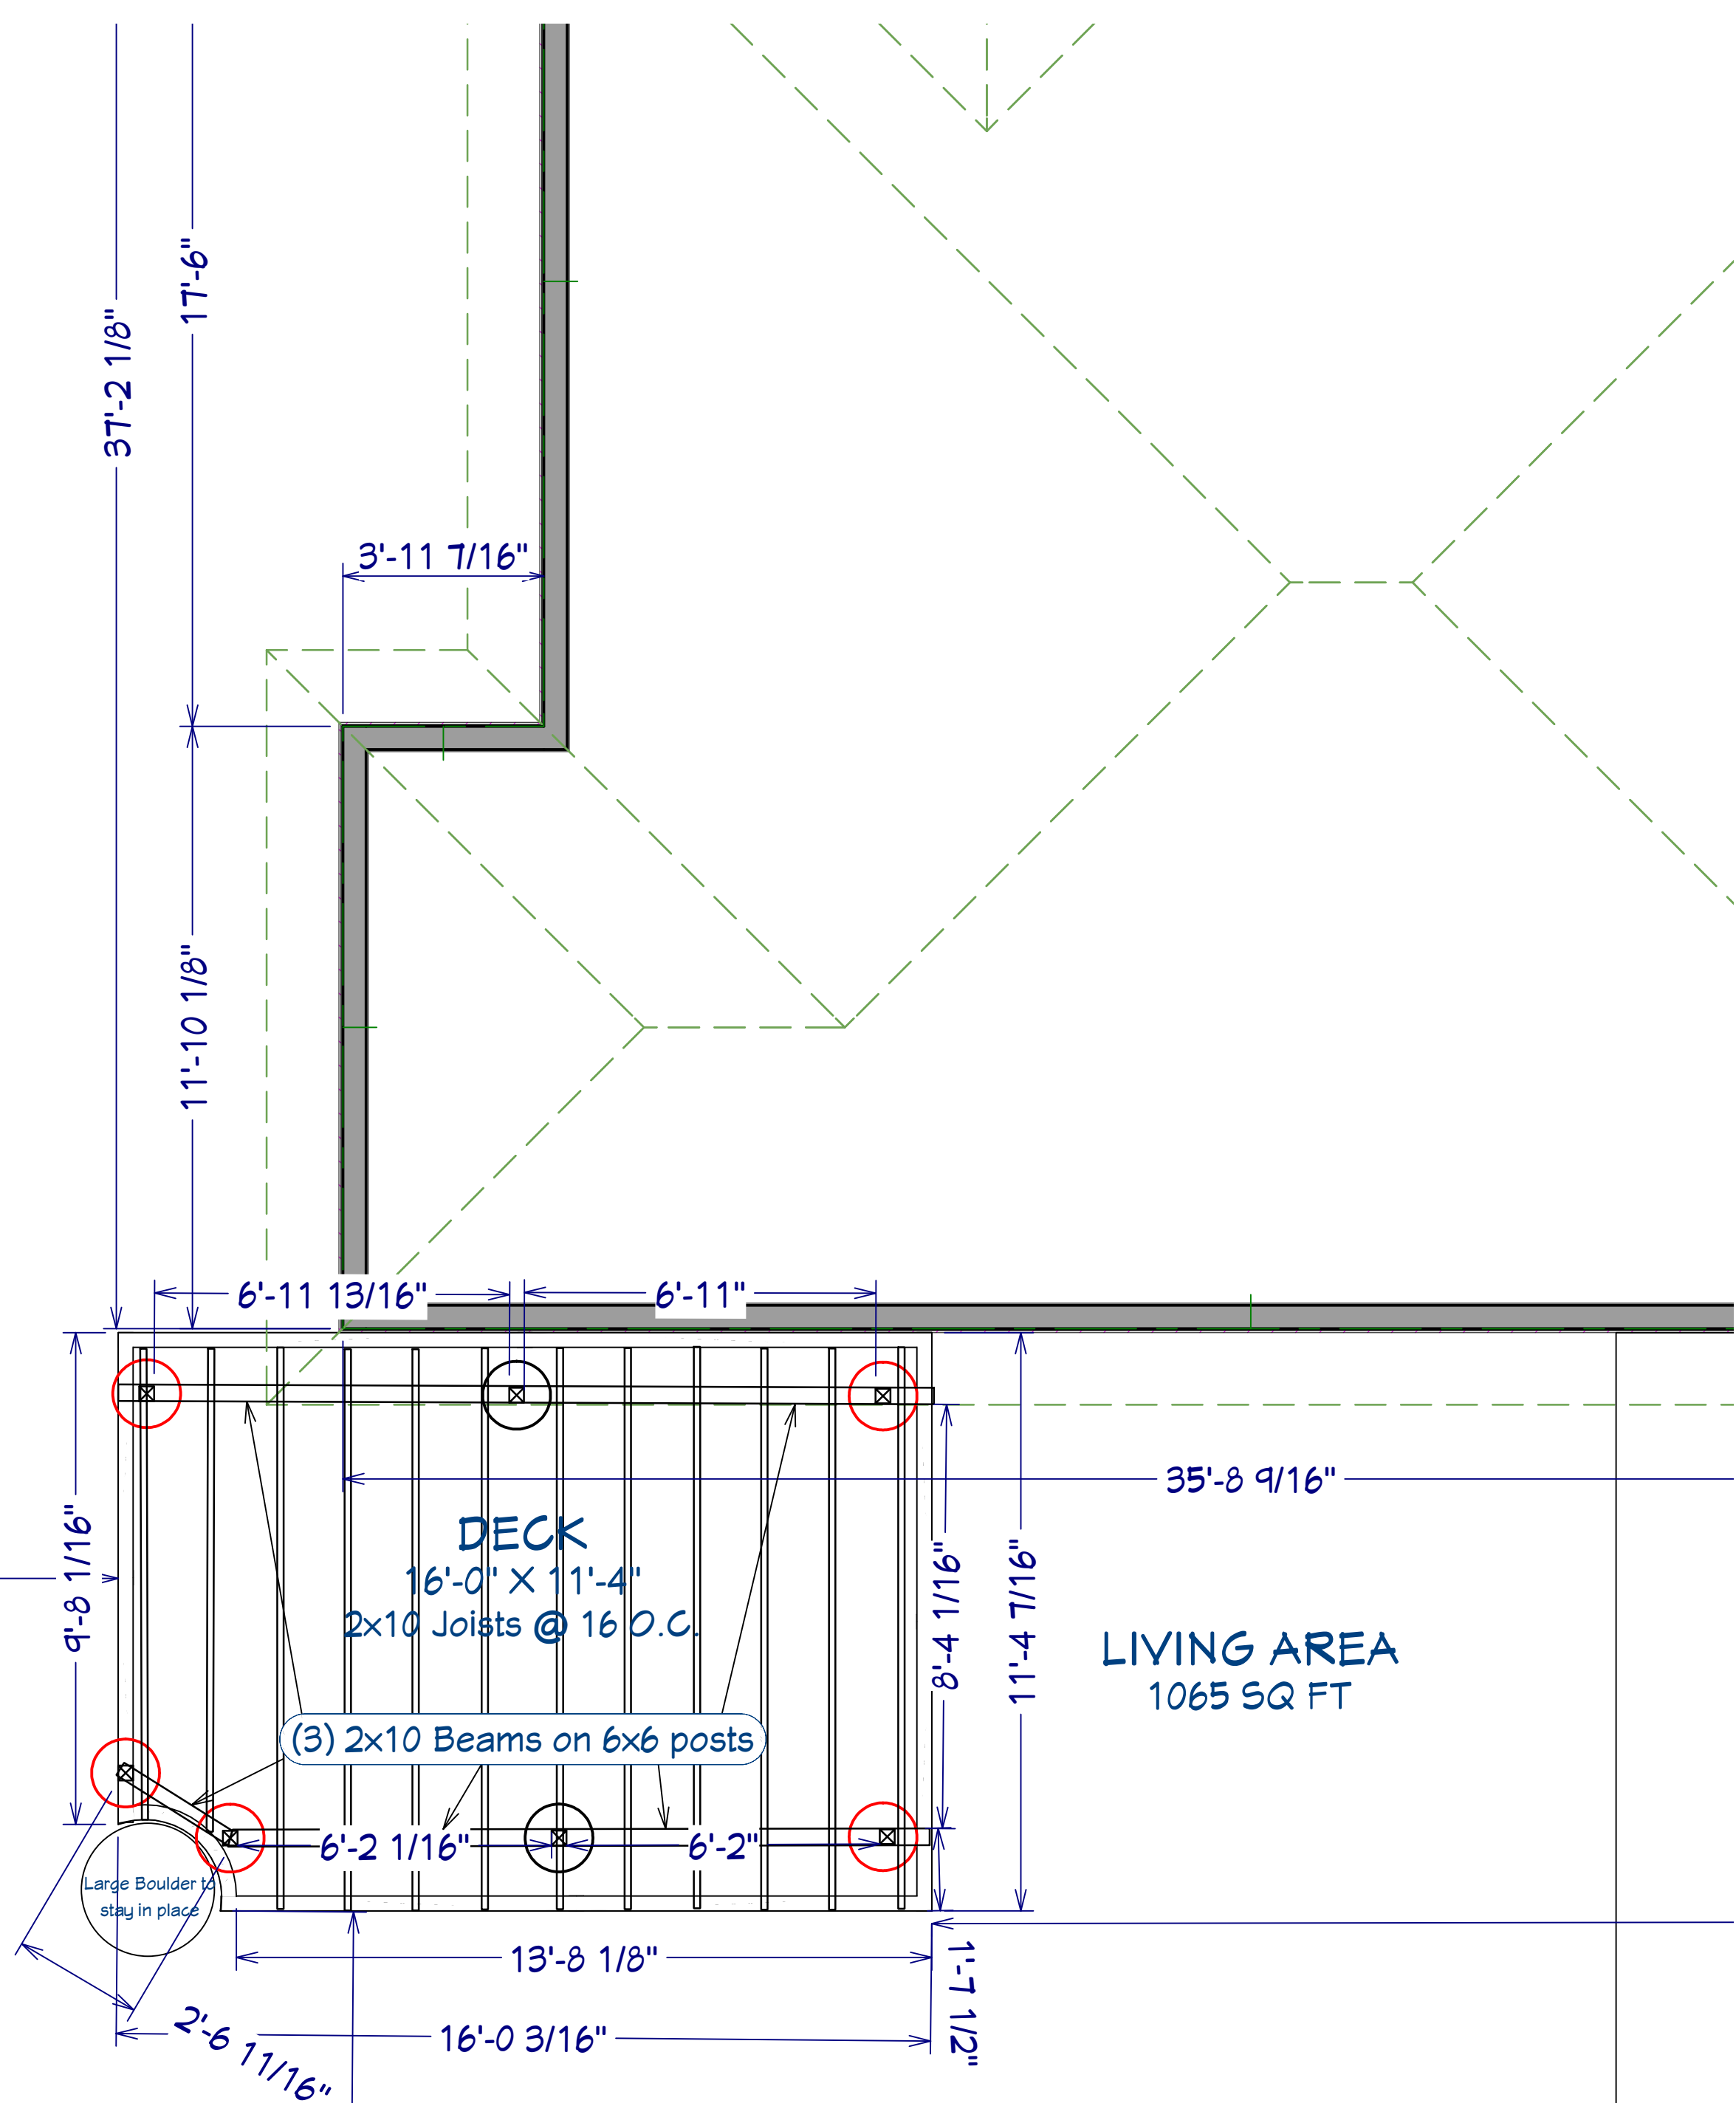 17'-6"
37'-2 1/8"
3'-11 7/16"
11'-10 1/8"
6'-11 13/16"
6'-11"
35'-8 9/16"
DECK
16'-0" X 11'-4"
2x10 Joists @ 16 O.C.
9'-8 1/16"
8'-4 1/16"
11'-4 7/16"
LIVING AREA
1065 SQ FT
(3) 2x10 Beams on 6x6 posts
6'-2 1/16"
6'-2"
Large Boulder to
stay in place
13'-8 1/8"
1'-7 1/2"
2'-6 11/16"
16'-0 3/16"